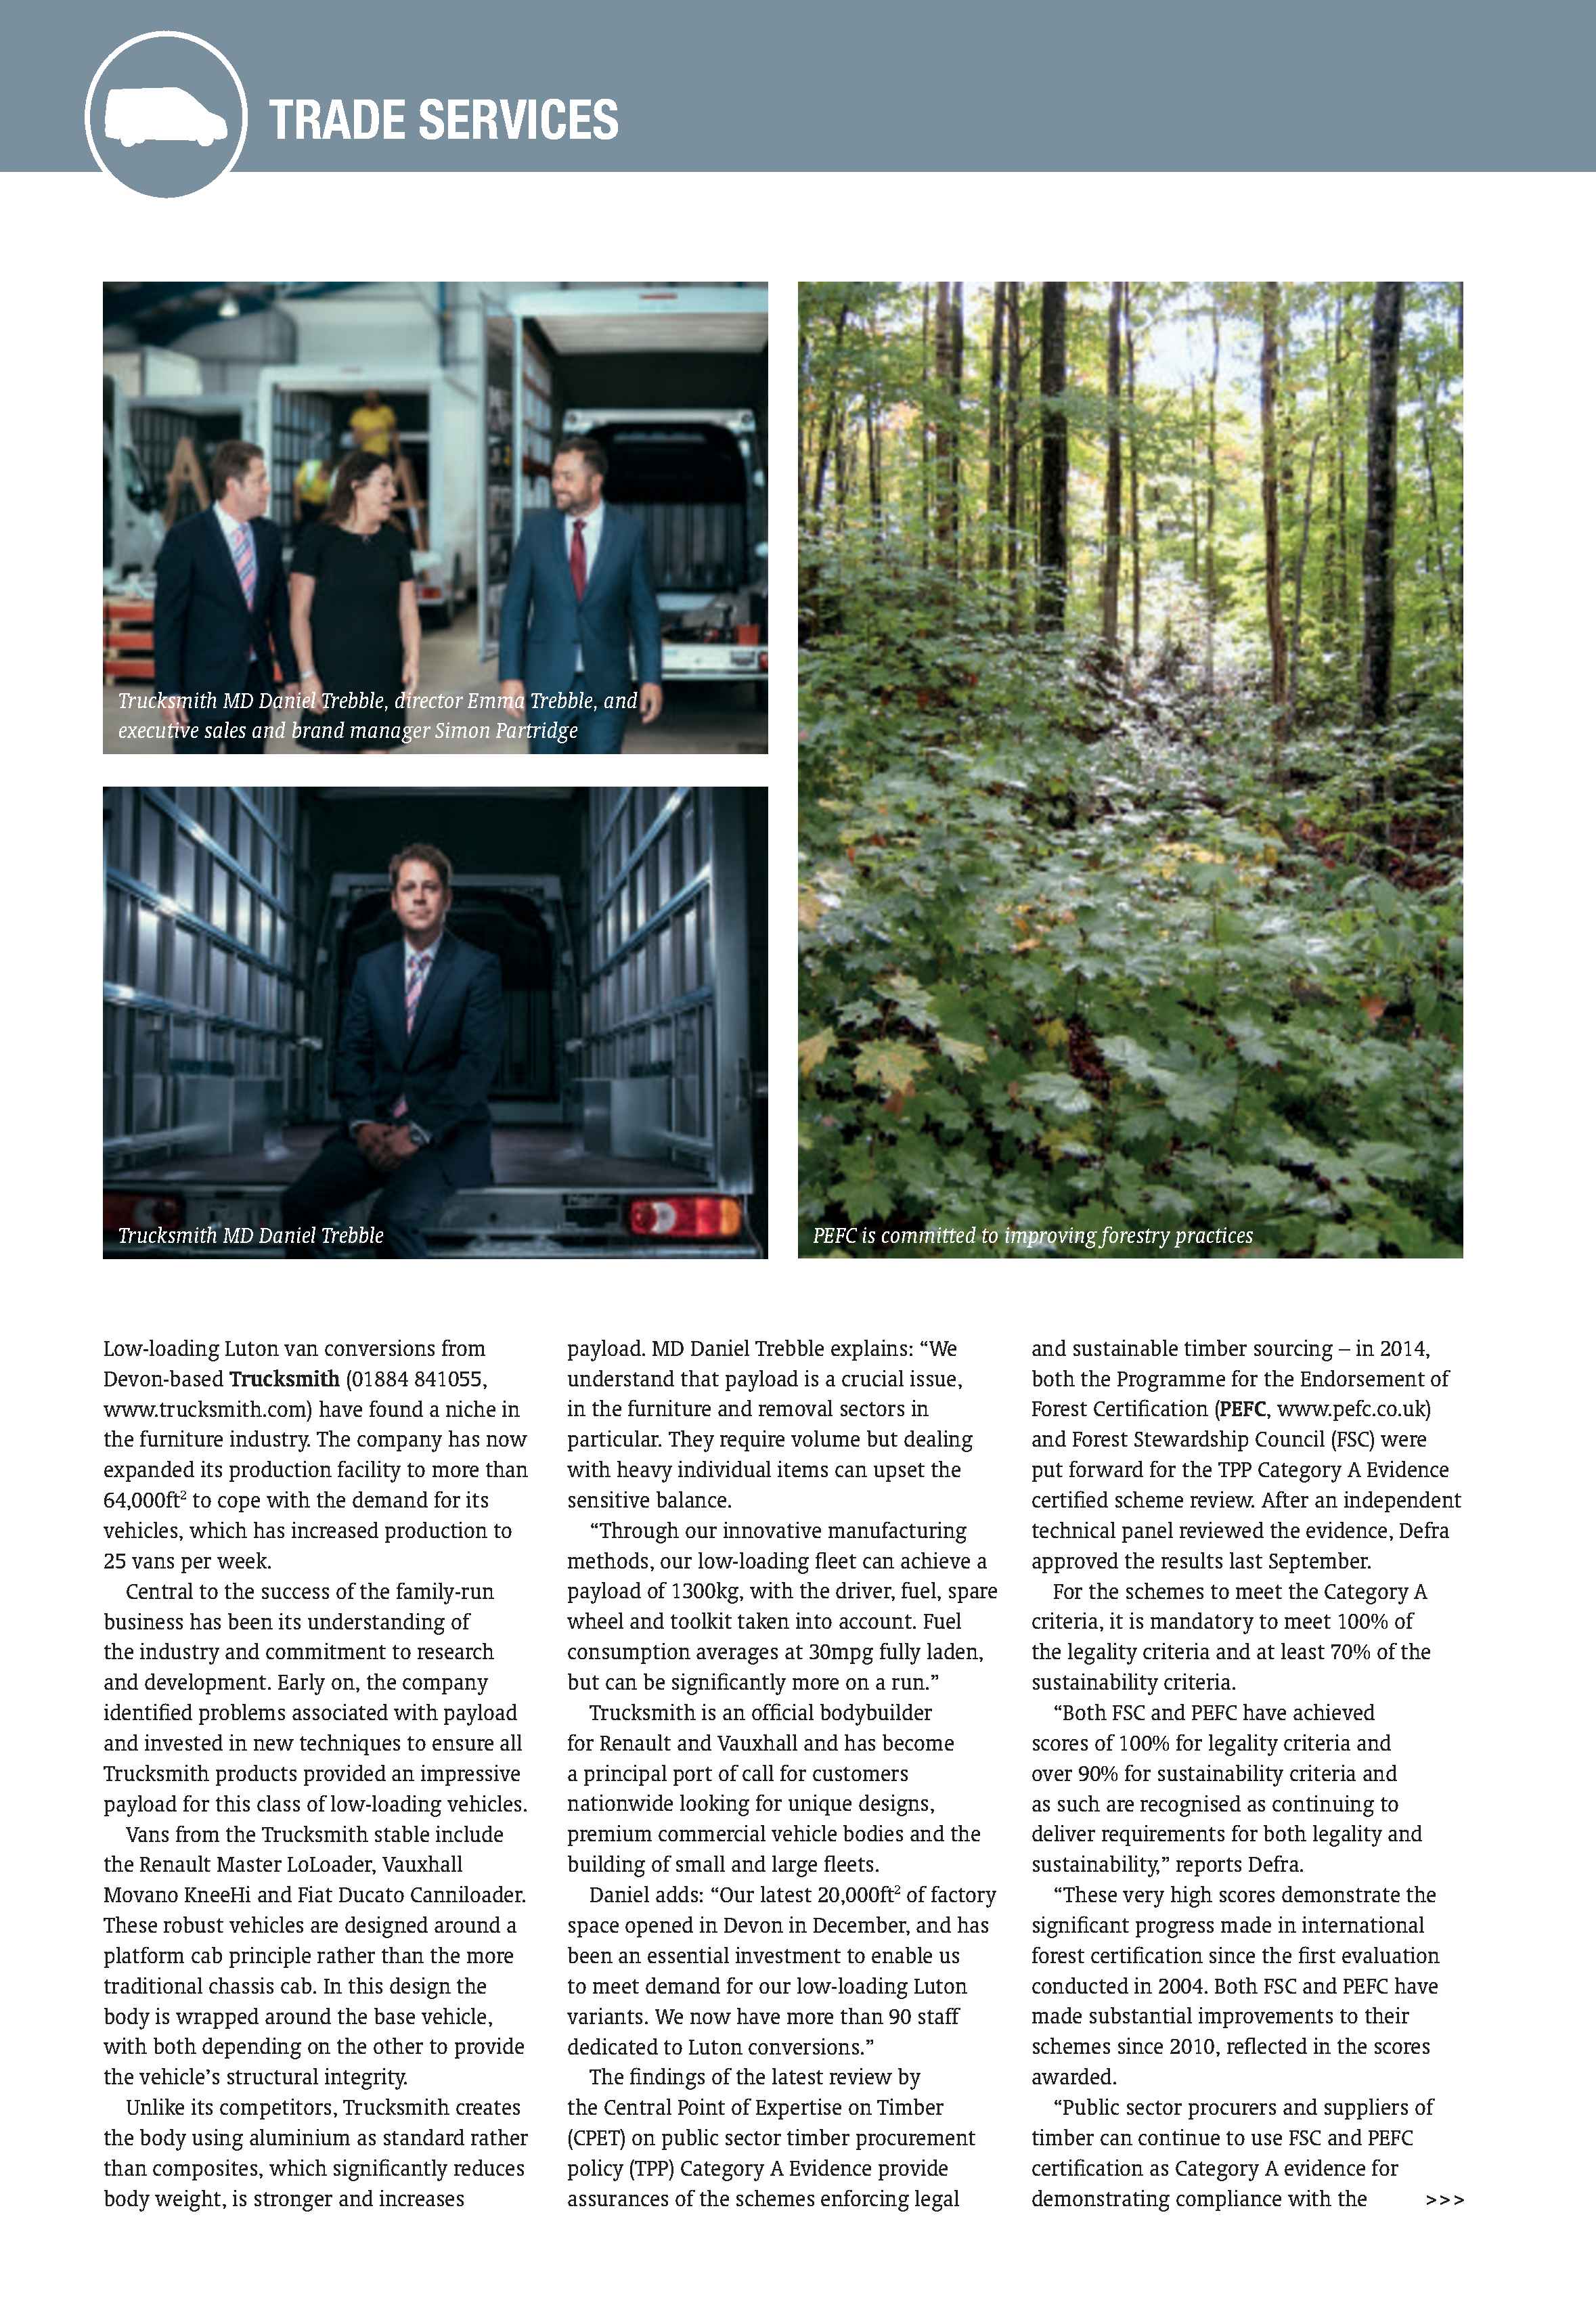 TRADE SERVICES
Trucksmith MD Daniel Trebble, director Emma Trebble, and
executive sales and brand manager Simon Partridge
Trucksmith MD Daniel Trebble
PEFC is committed to improving forestry practices
Low-loading Luton van conversions from
Devon-based Trucksmith (01884 841055,
www.trucksmith.com) have found a niche in
the furniture industry. The company has now
expanded its production facility to more than
64,000ft² to cope with the demand for its
vehicles, which has increased production to
25 vans per week.
Central to the success of the family-run
business has been its understanding of
the industry and commitment to research
and development. Early on, the company
identified problems associated with payload
and invested in new techniques to ensure all
Trucksmith products provided an impressive
payload for this class of low-loading vehicles.
Vans from the Trucksmith stable include
the Renault Master LoLoader, Vauxhall
Movano KneeHi and Fiat Ducato Canniloader.
These robust vehicles are designed around a
platform cab principle rather than the more
traditional chassis cab. In this design the
body is wrapped around the base vehicle,
with both depending on the other to provide
the vehicle's structural integrity.
Unlike its competitors, Trucksmith creates
the body using aluminium as standard rather
than composites, which significantly reduces
body weight, is stronger and increases
payload. MD Daniel Trebble explains: “We
understand that payload is a crucial issue,
in the furniture and removal sectors in
particular. They require volume but dealing
with heavy individual items can upset the
sensitive balance.
“Through our innovative manufacturing
methods, our low-loading fleet can achieve a
payload of 1300kg, with the driver, fuel, spare
wheel and toolkit taken into account. Fuel
consumption averages at 30mpg fully laden,
but can be significantly more on a run.”
Trucksmith is an official bodybuilder
for Renault and Vauxhall and has become
a principal port of call for customers
nationwide looking for unique designs,
premium commercial vehicle bodies and the
building of small and large fleets.
Daniel adds: “Our latest 20,000ft² of factory
space opened in Devon in December, and has
been an essential investment to enable us
to meet demand for our low-loading Luton
variants. We now have more than 90 staff
dedicated to Luton conversions.”
The findings of the latest review by
the Central Point of Expertise on Timber
(CPET) on public sector timber procurement
policy (TPP) Category A Evidence provide
assurances of the schemes enforcing legal
and sustainable timber sourcing – in 2014,
both the Programme for the Endorsement of
Forest Certification (PEFC, www.pefc.co.uk)
and Forest Stewardship Council (FSC) were
put forward for the TPP Category A Evidence
certified scheme review. After an independent
technical panel reviewed the evidence, Defra
approved the results last September.
For the schemes to meet the Category A
criteria, it is mandatory to meet 100% of
the legality criteria and at least 70% of the
sustainability criteria.
“Both FSC and PEFC have achieved
scores of 100% for legality criteria and
over 90% for sustainability criteria and
as such are recognised as continuing to
deliver requirements for both legality and
sustainability,” reports Defra.
“These very high scores demonstrate the
significant progress made in international
forest certification since the first evaluation
conducted in 2004. Both FSC and PEFC have
made substantial improvements to their
schemes since 2010, reflected in the scores
awarded.
“Public sector procurers and suppliers of
timber can continue to use FSC and PEFC
certification as Category A evidence for
demonstrating compliance with the >>>